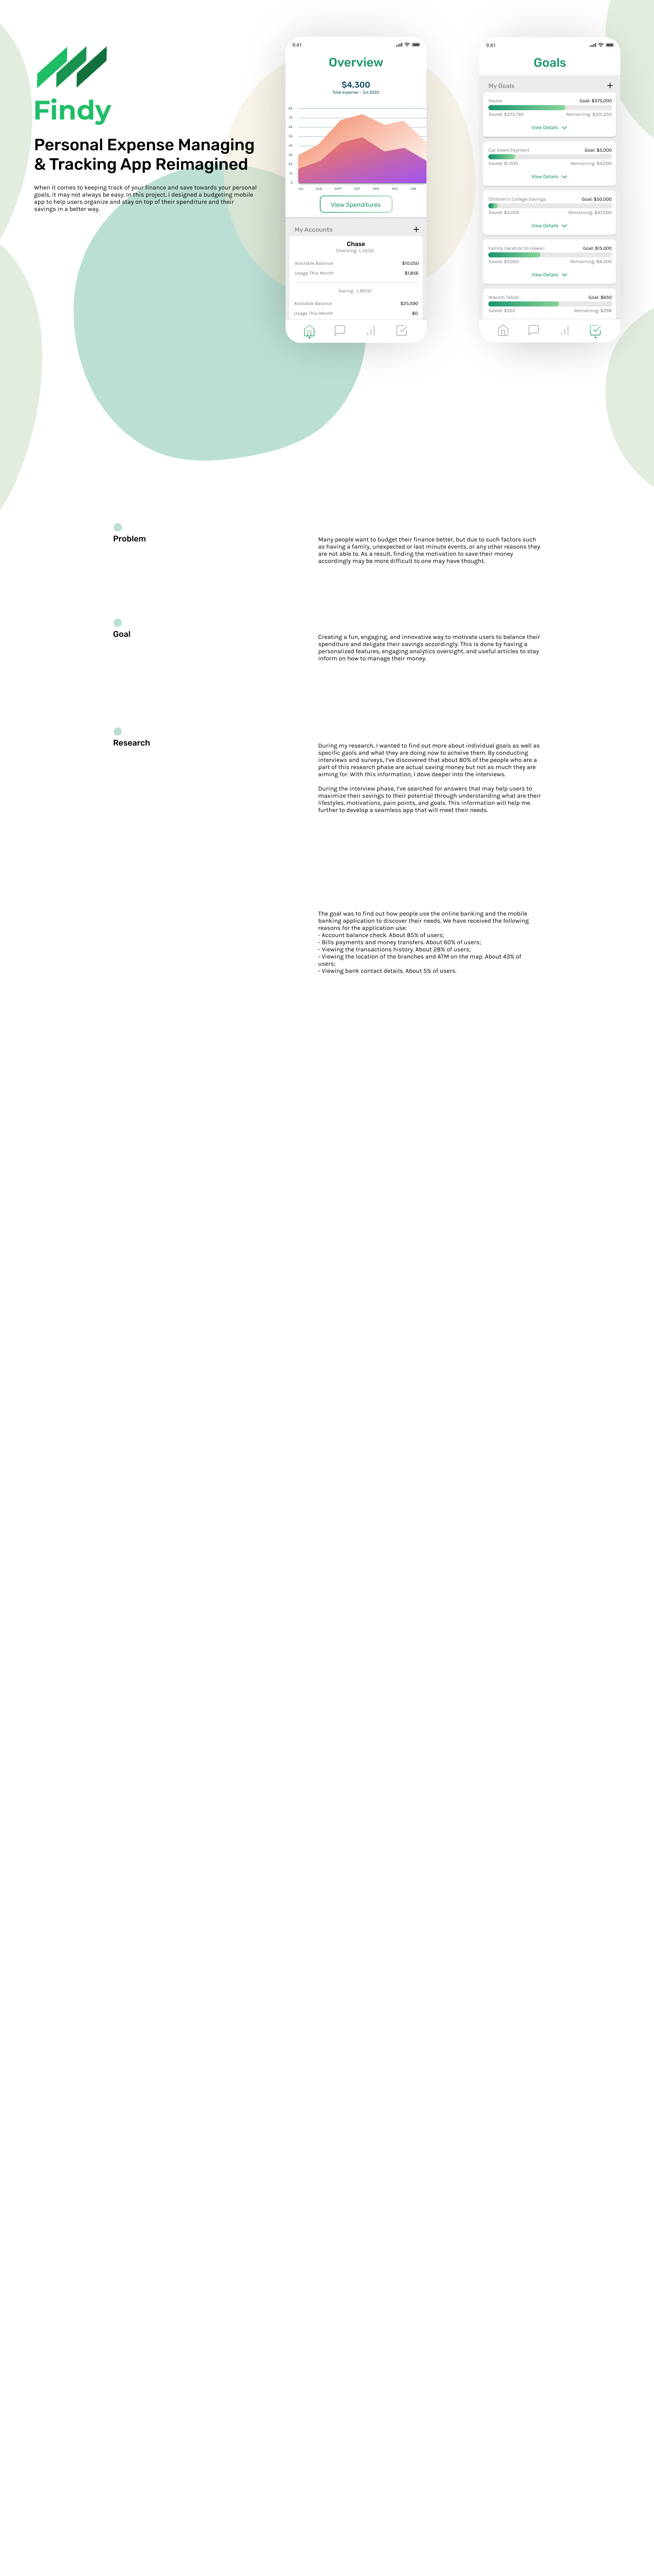 Findy
Personal Expense Managing
& Tracking App Reimagined
When it comes to keeping track of your finance and save towards your personal
goals, it may not always be easy. In this project, I designed a budgeting mobile
app to help users organize and stay on top of their spenditure and their
savings in a better way.
9:41
Overview
$4,300
Total expense - Jul 2020
View Spenditures
My Accounts
+
Chase
Available Balance $10,050
Usage This Month $1,856
Available Balance $25,590
Usage This Month $0
9:41
Goals
My Goals
+
House Goal: $375,000
Saved: $373,750 Remaining: $201,250
View Details
Car Down Payment Goal: $5,000
Saved: $1,000 Remaining: $4,000
View Details
Children's College Savings Goal: $50,000
Saved: $3,000 Remaining: $47,000
View Details
Family Vacation to Hawaii Goal: $15,000
Saved: $7,000 Remaining: $8,000
View Details
Wacom Tablet Goal: $650
Saved: $352 Remaining: $298
Problem
Many people want to budget their finance better, but due to such factors such
as having a family, unexpected or last minute events, or any other reasons they
are not able to. As a result, finding the motivation to save their money
accordingly may be more difficult to one may have thought.
Goal
Creating a fun, engaging, and innovative way to motivate users to balance their
spenditure and deligate their savings accordingly. This is done by having a
personalized features, engaging analytics oversight, and useful articles to stay
inform on how to manage their money.
Research
During my research, I wanted to find out more about individual goals as well as
specific gaols and what they are doing now to acheive them. By conducting
interviews and surveys, I've discovered that about 80% of the people who are a
part of this research phase are actual saving money but not as much they are
aiming for. With this information, I dove deeper into the interviews.
During the interview phase, I've searched for answers that may help users to
maximize their savings to their potential through understanding what are their
lifestyles, motivations, pain points, and goals. This information will help me
further to develop a seamless app that will meet their needs.
The goal was to find out how people use the online banking and the mobile
banking application to discover their needs. We have received the following
reasons for the application use:
- Account balance check. About 85% of users;
- Bills payments and money transfers. About 60% of users;
- Viewing the transactions history. About 28% of users;
- Viewing the location of the branches and ATM on the map. About 43% of
users;
- Viewing bank contact details. About 5% of users.